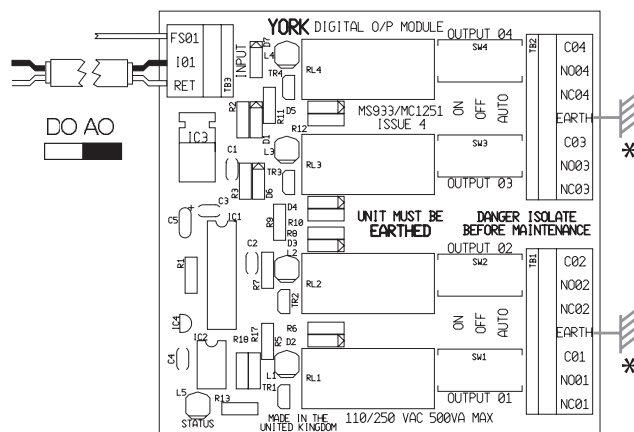 YORK DIGITAL O/P MODULE
OUTPUT 04
FS01
I01
RET
TB3
INPUT
D7
L4
TR4
RL4
SW4
TB2
C04
NO04
NC04
EARTH
C03
NO03
NC03
*
DO AO
IC3
R2
D1
R11
D5
R12
MS933/MC1251
ISSUE 4
ON
OFF
AUTO
C1
R3
D6
L3
TR3
RL3
SW3
OUTPUT 03
C5
+
C3
IC1
R9
D4
R10
R8
D3
UNIT MUST BE
EARTHED
DANGER ISOLATE
BEFORE MAINTENANCE
OUTPUT 02
R1
C2
R7
L2
TR2
RL2
SW2
TB1
C02
NO02
NC02
EARTH
C01
NO01
NC01
*
IC4
IC2
C4
R18
R17
R5
R6
D2
ON
OFF
AUTO
L1
TR1
RL1
SW1
OUTPUT 01
L5
STATUS
R13
MADE IN THE
UNITED KINGDOM
110/250 VAC 500VA MAX